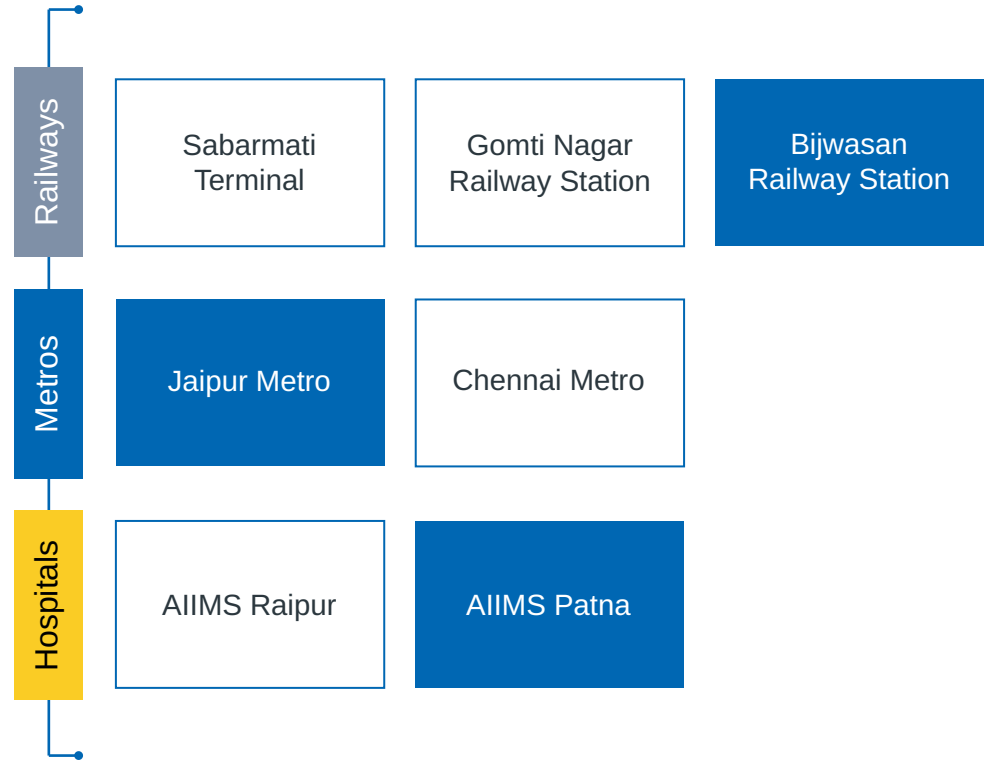 Railways
Sabarmati
Terminal
Gomti Nagar
Railway Station
Bijwasan
Railway Station
Metros
Jaipur Metro
Chennai Metro
Hospitals
AIIMS Raipur
AIIMS Patna